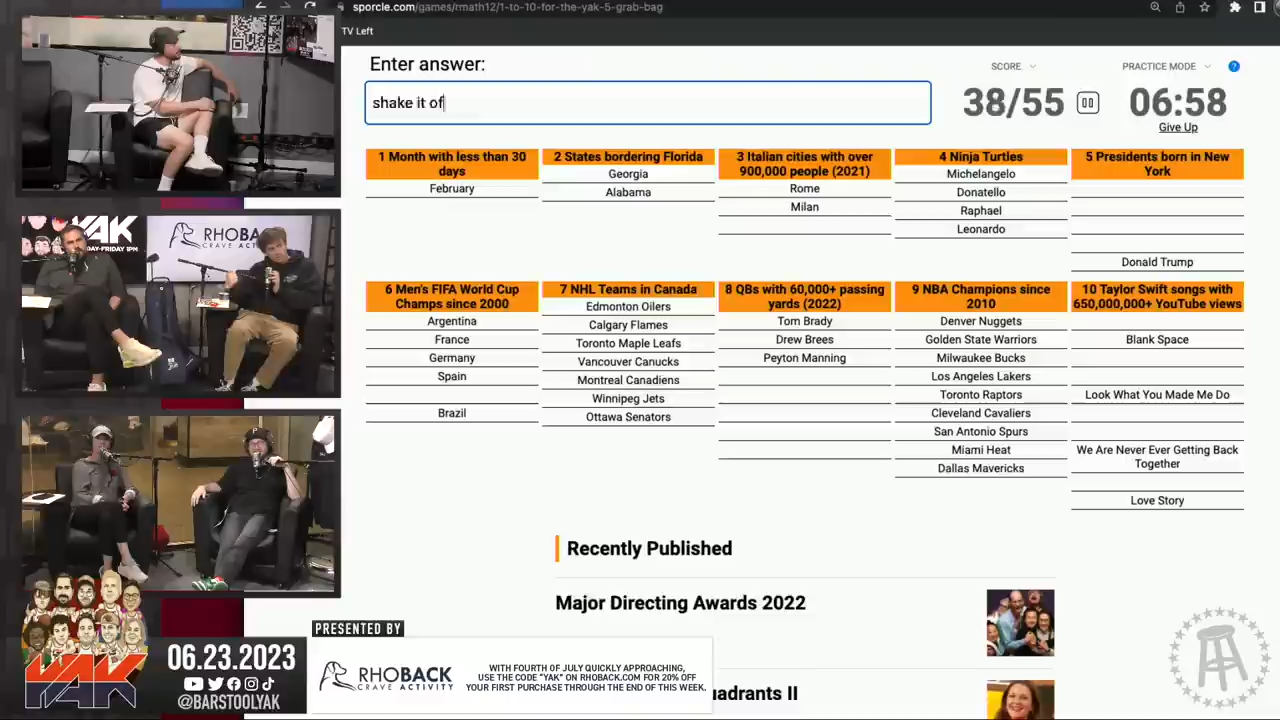 sporcle.com/games/rmath12/1-to-10-for-the-yak-5-grab-bag
TV Left
Enter answer:
shake it of
SCORE
PRACTICE MODE
?
38/55
06:58
Give Up
1 Month with less than 30
days
February
2 States bordering Florida
Georgia
Alabama
3 Italian cities with over
900,000 people (2021)
Rome
Milan
4 Ninja Turtles
Michelangelo
Donatello
Raphael
Leonardo
5 Presidents born in New
York
Donald Trump
6 Men's FIFA World Cup
Champs since 2000
Argentina
France
Germany
Spain
Brazil
7 NHL Teams in Canada
Edmonton Oilers
Calgary Flames
Toronto Maple Leafs
Vancouver Canucks
Montreal Canadiens
Winnipeg Jets
Ottawa Senators
8 QBs with 60,000+ passing
yards (2022)
Tom Brady
Drew Brees
Peyton Manning
9 NBA Champions since
2010
Denver Nuggets
Golden State Warriors
Milwaukee Bucks
Los Angeles Lakers
Toronto Raptors
Cleveland Cavaliers
San Antonio Spurs
Miami Heat
Dallas Mavericks
10 Taylor Swift songs with
650,000,000+ YouTube views
Blank Space
Look What You Made Me Do
We Are Never Ever Getting Back
Together
Love Story
Recently Published
Major Directing Awards 2022
uadrants II
YAK
DAY-FRIDAY 1PM
RHOBACK
CRAVE ACTIV
YAK
06.23.2023
@BARSTOOLYAK
PRESENTED BY
RHOBACK
CRAVE ACTIVITY
WITH FOURTH OF JULY QUICKLY APPROACHING,
USE THE CODE "YAK" ON RHOBACK.COM FOR 20% OFF
YOUR FIRST PURCHASE THROUGH THE END OF THIS WEEK.